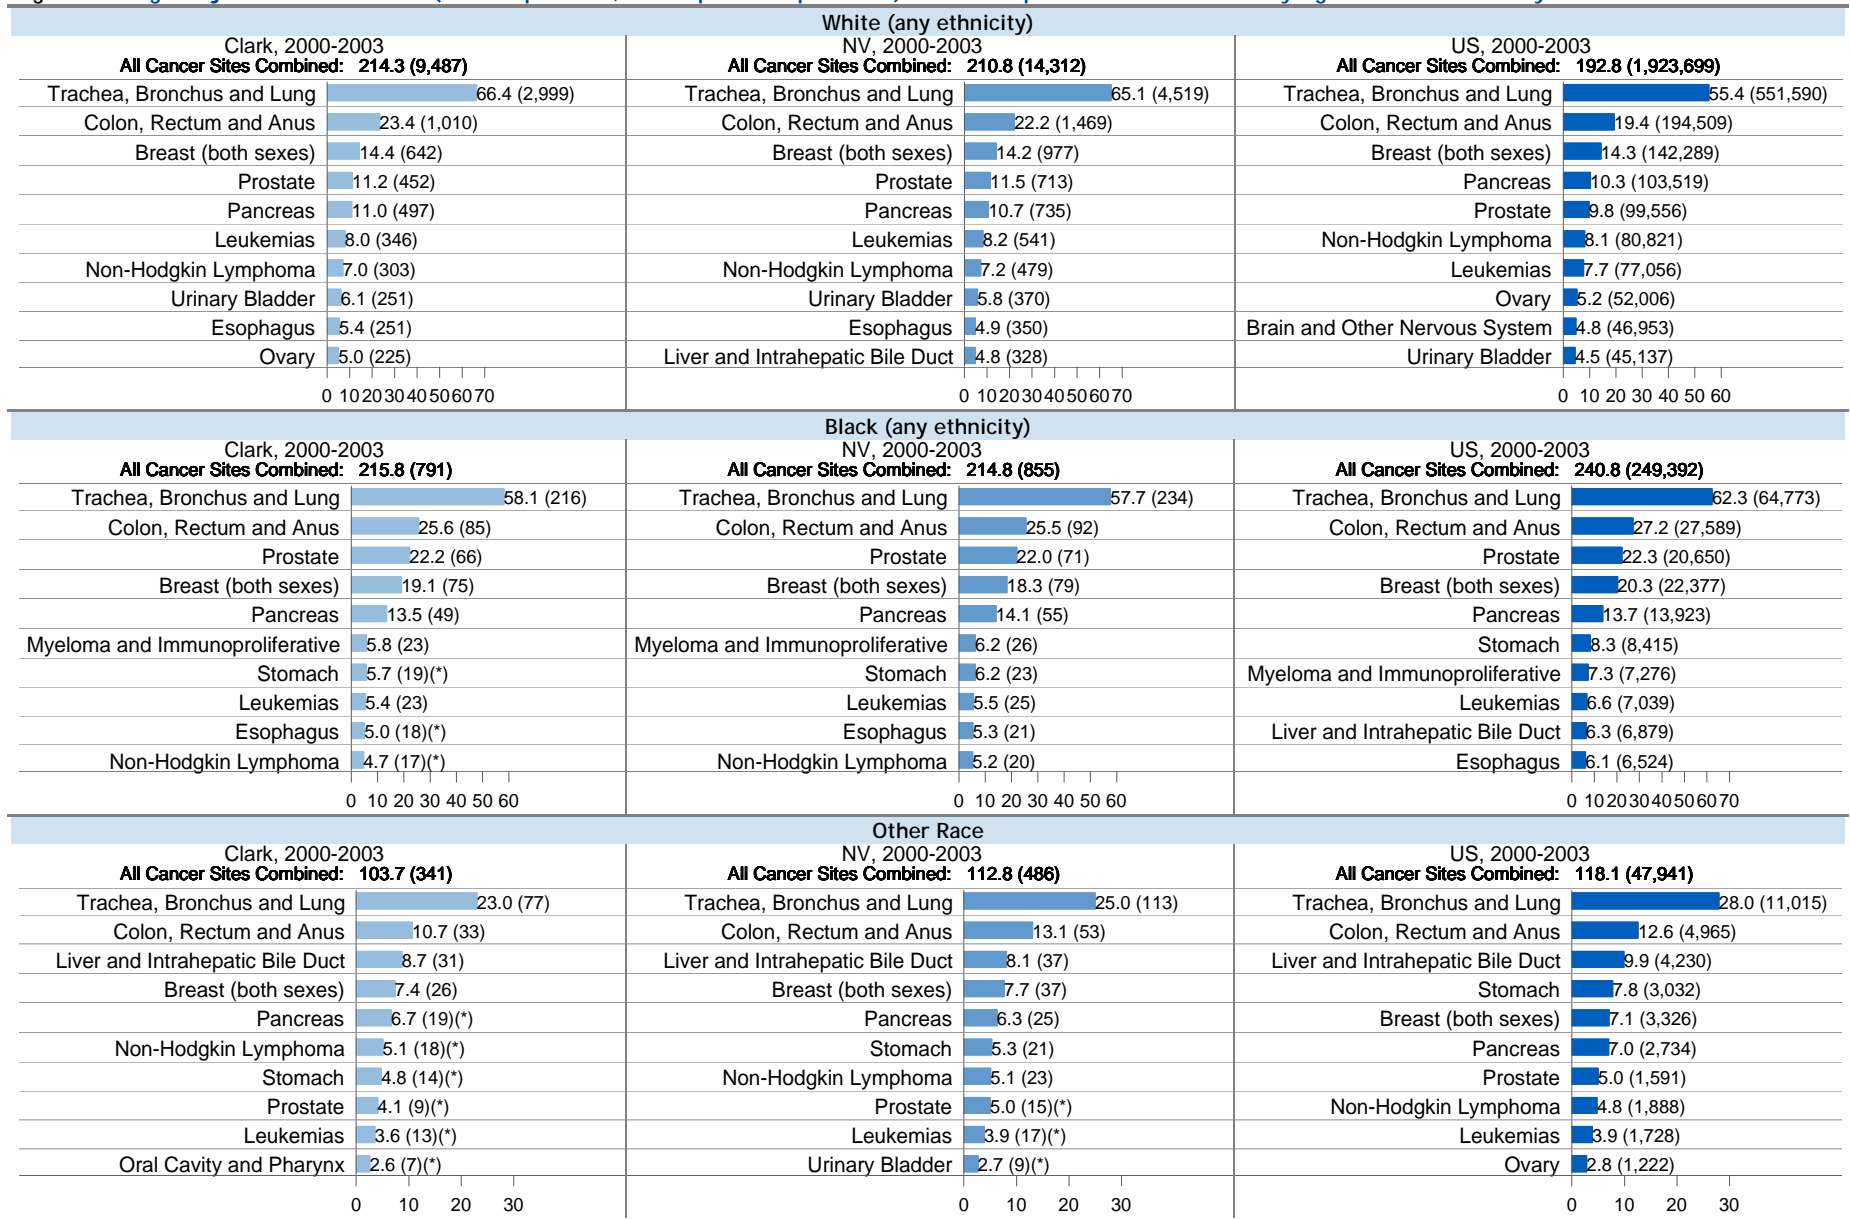 White (any ethnicity)
Clark, 2000-2003
All Cancer Sites Combined: 214.3 (9,487)
Trachea, Bronchus and Lung 66.4 (2,999)
Colon, Rectum and Anus 23.4 (1,010)
Breast (both sexes) 14.4 (642)
Prostate 11.2 (452)
Pancreas 11.0 (497)
Leukemias 8.0 (346)
Non-Hodgkin Lymphoma 7.0 (303)
Urinary Bladder 6.1 (251)
Esophagus 5.4 (251)
Ovary 5.0 (225)
0 10 20 30 40 50 60 70
NV, 2000-2003
All Cancer Sites Combined: 210.8 (14,312)
Trachea, Bronchus and Lung 65.1 (4,519)
Colon, Rectum and Anus 22.2 (1,469)
Breast (both sexes) 14.2 (977)
Prostate 11.5 (713)
Pancreas 10.7 (735)
Leukemias 8.2 (541)
Non-Hodgkin Lymphoma 7.2 (479)
Urinary Bladder 5.8 (370)
Esophagus 4.9 (350)
Liver and Intrahepatic Bile Duct 4.8 (328)
0 10 20 30 40 50 60 70
US, 2000-2003
All Cancer Sites Combined: 192.8 (1,923,699)
Trachea, Bronchus and Lung 55.4 (551,590)
Colon, Rectum and Anus 19.4 (194,509)
Breast (both sexes) 14.3 (142,289)
Pancreas 10.3 (103,519)
Prostate 9.8 (99,556)
Non-Hodgkin Lymphoma 8.1 (80,821)
Leukemias 7.7 (77,056)
Ovary 5.2 (52,006)
Brain and Other Nervous System 4.8 (46,953)
Urinary Bladder 4.5 (45,137)
0 10 20 30 40 50 60
Black (any ethnicity)
Clark, 2000-2003
All Cancer Sites Combined: 215.8 (791)
Trachea, Bronchus and Lung 58.1 (216)
Colon, Rectum and Anus 25.6 (85)
Prostate 22.2 (66)
Breast (both sexes) 19.1 (75)
Pancreas 13.5 (49)
Myeloma and Immunoproliferative 5.8 (23)
Stomach 5.7 (19)(*)
Leukemias 5.4 (23)
Esophagus 5.0 (18)(*)
Non-Hodgkin Lymphoma 4.7 (17)(*)
0 10 20 30 40 50 60
NV, 2000-2003
All Cancer Sites Combined: 214.8 (855)
Trachea, Bronchus and Lung 57.7 (234)
Colon, Rectum and Anus 25.5 (92)
Prostate 22.0 (71)
Breast (both sexes) 18.3 (79)
Pancreas 14.1 (55)
Myeloma and Immunoproliferative 6.2 (26)
Stomach 6.2 (23)
Leukemias 5.5 (25)
Esophagus 5.3 (21)
Non-Hodgkin Lymphoma 5.2 (20)
0 10 20 30 40 50 60
US, 2000-2003
All Cancer Sites Combined: 240.8 (249,392)
Trachea, Bronchus and Lung 62.3 (64,773)
Colon, Rectum and Anus 27.2 (27,589)
Prostate 22.3 (20,650)
Breast (both sexes) 20.3 (22,377)
Pancreas 13.7 (13,923)
Stomach 8.3 (8,415)
Myeloma and Immunoproliferative 7.3 (7,276)
Leukemias 6.6 (7,039)
Liver and Intrahepatic Bile Duct 6.3 (6,879)
Esophagus 6.1 (6,524)
0 10 20 30 40 50 60 70
Other Race
Clark, 2000-2003
All Cancer Sites Combined: 103.7 (341)
Trachea, Bronchus and Lung 23.0 (77)
Colon, Rectum and Anus 10.7 (33)
Liver and Intrahepatic Bile Duct 8.7 (31)
Breast (both sexes) 7.4 (26)
Pancreas 6.7 (19)(*)
Non-Hodgkin Lymphoma 5.1 (18)(*)
Stomach 4.8 (14)(*)
Prostate 4.1 (9)(*)
Leukemias 3.6 (13)(*)
Oral Cavity and Pharynx 2.6 (7)(*)
0 10 20 30
NV, 2000-2003
All Cancer Sites Combined: 112.8 (486)
Trachea, Bronchus and Lung 25.0 (113)
Colon, Rectum and Anus 13.1 (53)
Liver and Intrahepatic Bile Duct 8.1 (37)
Breast (both sexes) 7.7 (37)
Pancreas 6.3 (25)
Stomach 5.3 (21)
Non-Hodgkin Lymphoma 5.1 (23)
Prostate 5.0 (15)(*)
Leukemias 3.9 (17)(*)
Urinary Bladder 2.7 (9)(*)
0 10 20 30
US, 2000-2003
All Cancer Sites Combined: 118.1 (47,941)
Trachea, Bronchus and Lung 28.0 (11,015)
Colon, Rectum and Anus 12.6 (4,965)
Liver and Intrahepatic Bile Duct 9.9 (4,230)
Stomach 7.8 (3,032)
Breast (both sexes) 7.1 (3,326)
Pancreas 7.0 (2,734)
Prostate 5.0 (1,591)
Non-Hodgkin Lymphoma 4.8 (1,888)
Leukemias 3.9 (1,728)
Ovary 2.8 (1,222)
0 10 20 30